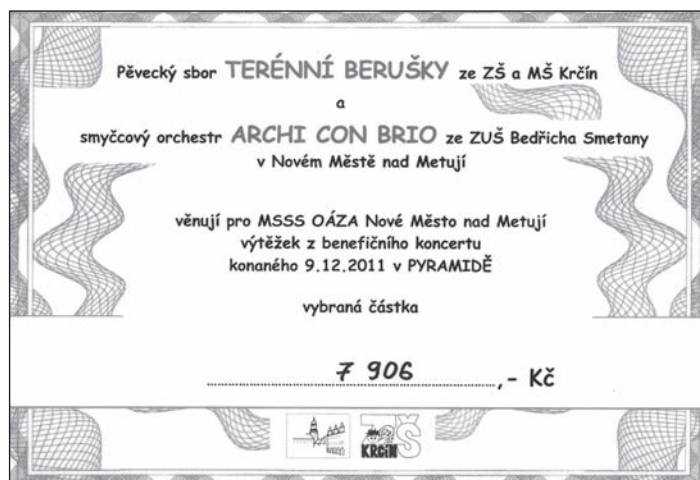 Pěvecký sbor TERÉNNÍ BERUŠKY ze ZŠ a MŠ Krčín
a
smyčcový orchestr ARCHI CON BRIO ze ZUŠ Bedřicha Smetany
v Novém Městě nad Metují
věnují pro MSSS OÁZA Nové Město nad Metují
výtěžek z benefičního koncertu
konaného 9.12.2011 v PYRAMIDĚ
vybraná částka
7 906 ,- Kč
ZŠ
KRČÍN